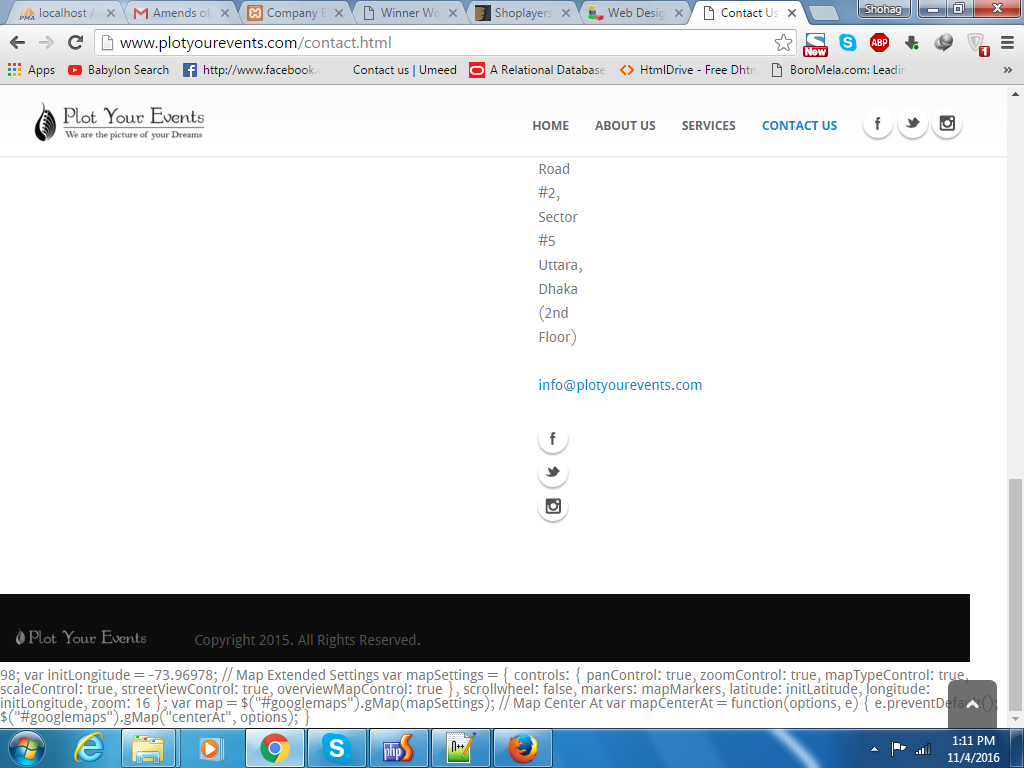 localhost /
Amends of
Company E
Winner Wo
Shoplayers
Web Desig
Contact Us
Shohag
www.plotyourevents.com/contact.html
New
ABP
1
Apps
Babylon Search
http://www.facebook.
Contact us | Umeed
A Relational Database
HtmlDrive - Free Dhtm
BoroMela.com: Leadin
»
Plot Your Events
We are the picture of your Dreams
HOME
ABOUT US
SERVICES
CONTACT US
Road
#2,
Sector
#5
Uttara,
Dhaka
(2nd
Floor)
info@plotyourevents.com
Plot Your Events
Copyright 2015. All Rights Reserved.
98; var initLongitude = -73.96978; // Map Extended Settings var mapSettings = { controls: { panControl: true, zoomControl: true, mapTypeControl: true,
scaleControl: true, streetViewControl: true, overviewMapControl: true }, scrollwheel: false, markers: mapMarkers, latitude: initLatitude, longitude:
initLongitude, zoom: 16 }; var map = $("#googlemaps").gMap(mapSettings); // Map Center At var mapCenterAt = function(options, e) { e.preventDefault();
$("#googlemaps").gMap("centerAt", options); }
php
1:11 PM
11/4/2016